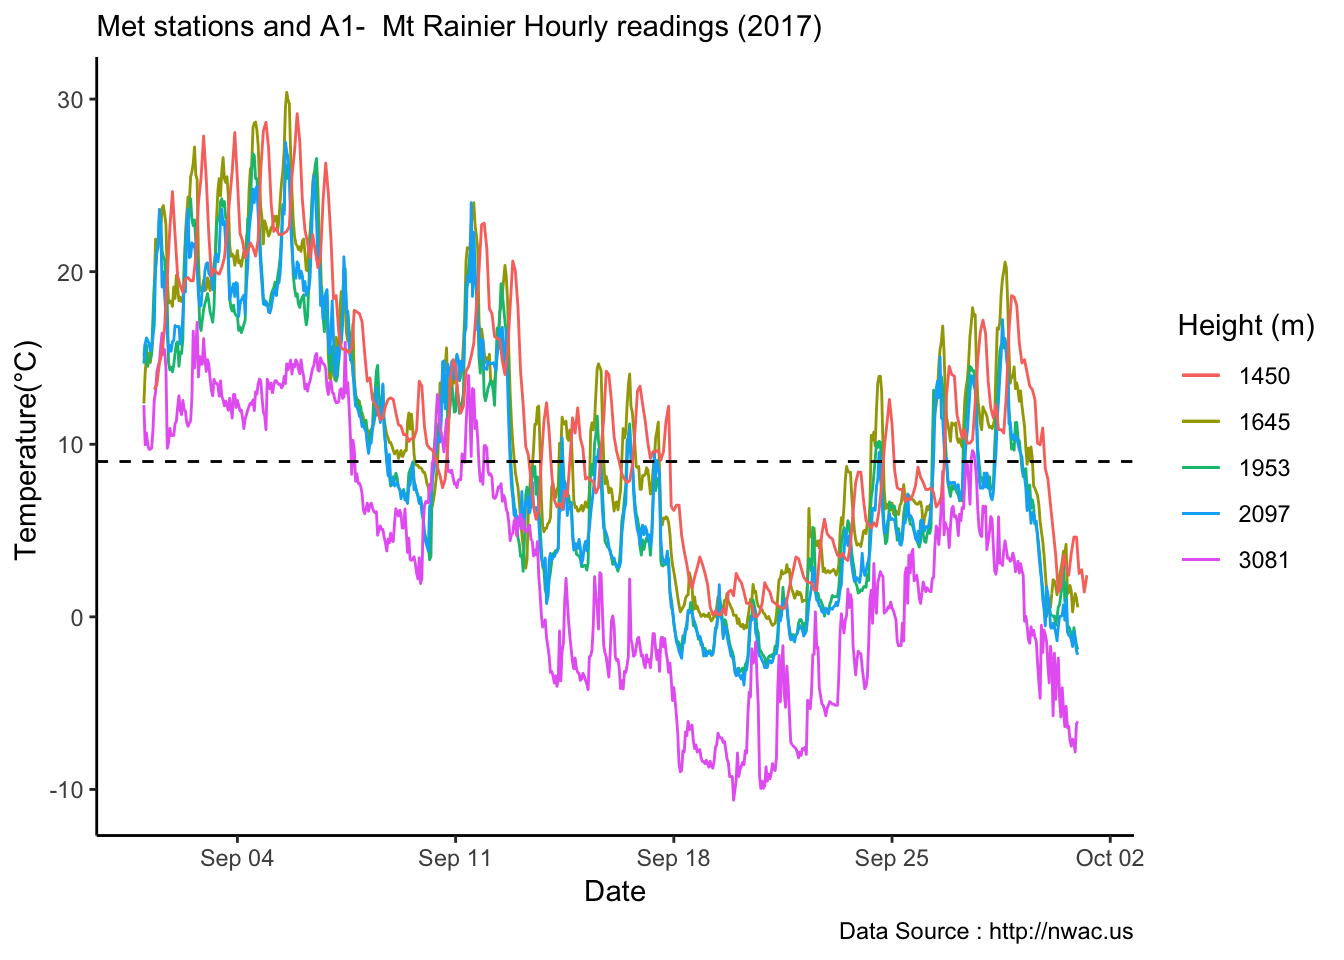 Met stations and A1-  Mt Rainier Hourly readings (2017)
Temperature(°C)
30
20
10
0
-10
Sep 04
Sep 11
Sep 18
Sep 25
Oct 02
Date
Height (m)
1450
1645
1953
2097
3081
Data Source : http://nwac.us